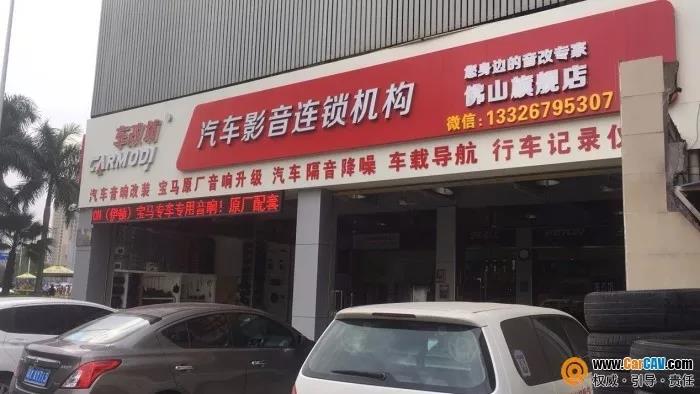 车改坊
CARMODJ
汽车影音连锁机构
您身边的音改专家
佛山旗舰店
微信:13326795307
汽车音响改装 宝马原厂音响升级 汽车隔音降噪 车载导航 行车记录仪
(伊顿)宝马专车专用音响!原厂配套
www.CarCAV.com
权威·引导·责任